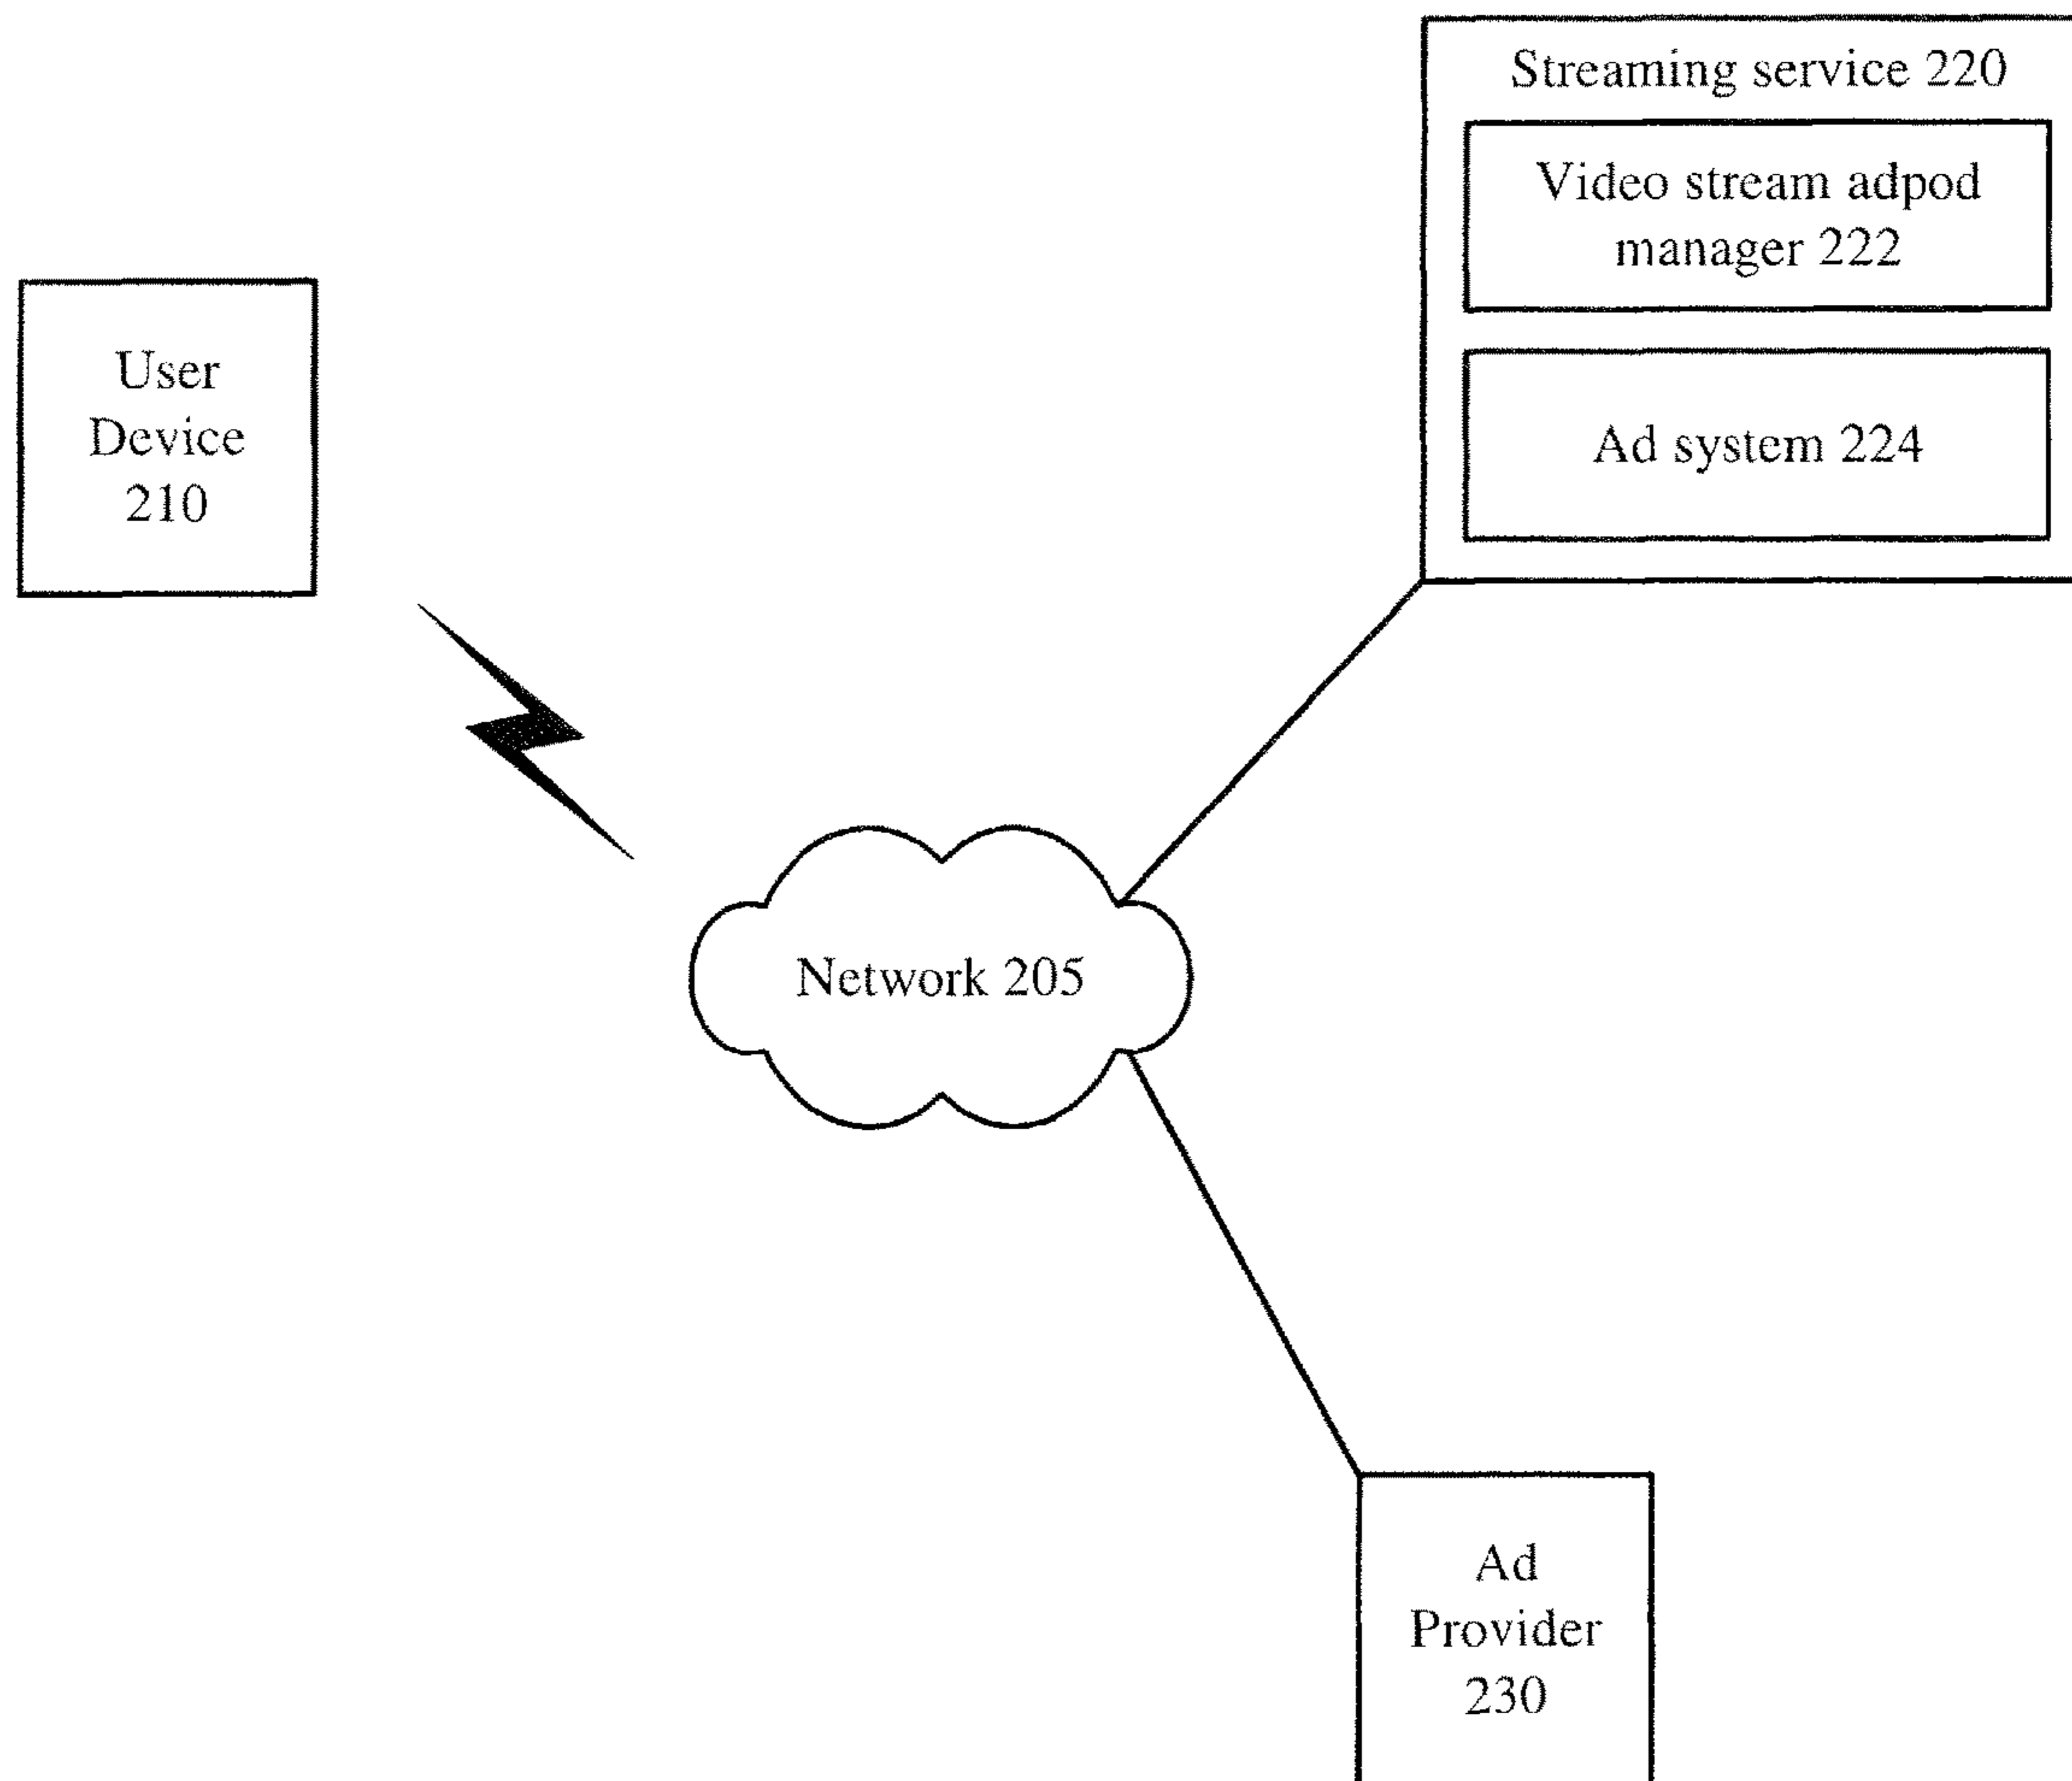 Streaming service 220
Video stream adpod
manager 222
Ad system 224
User
Device
210
Network 205
Ad
Provider
230